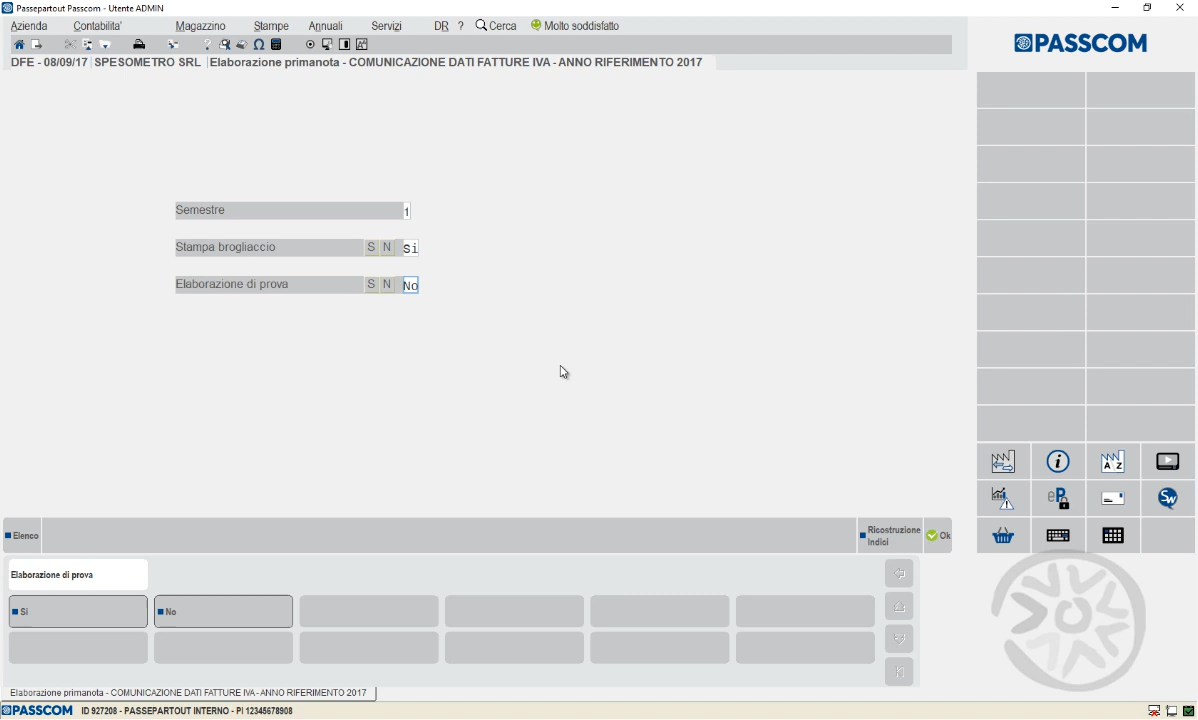 Passepartout Passcom - Utente ADMIN
Azienda Contabilita' Magazzino Stampe Annuali Servizi DR ? Cerca Molto soddisfatto
DFE - 08/09/17 SPESOMETRO SRL Elaborazione primanota - COMUNICAZIONE DATI FATTURE IVA - ANNO RIFERIMENTO 2017
PASSCOM
Semestre 1
Stampa brogliaccio S N Si
Elaborazione di prova S N No
A Z
i
eP
Sw
Elenco
Ricostruzione Indici
Ok
Elaborazione di prova
Si
No
Elaborazione primanota - COMUNICAZIONE DATI FATTURE IVA - ANNO RIFERIMENTO 2017
PASSCOM ID 927208 - PASSEPARTOUT INTERNO - PI 12345678908